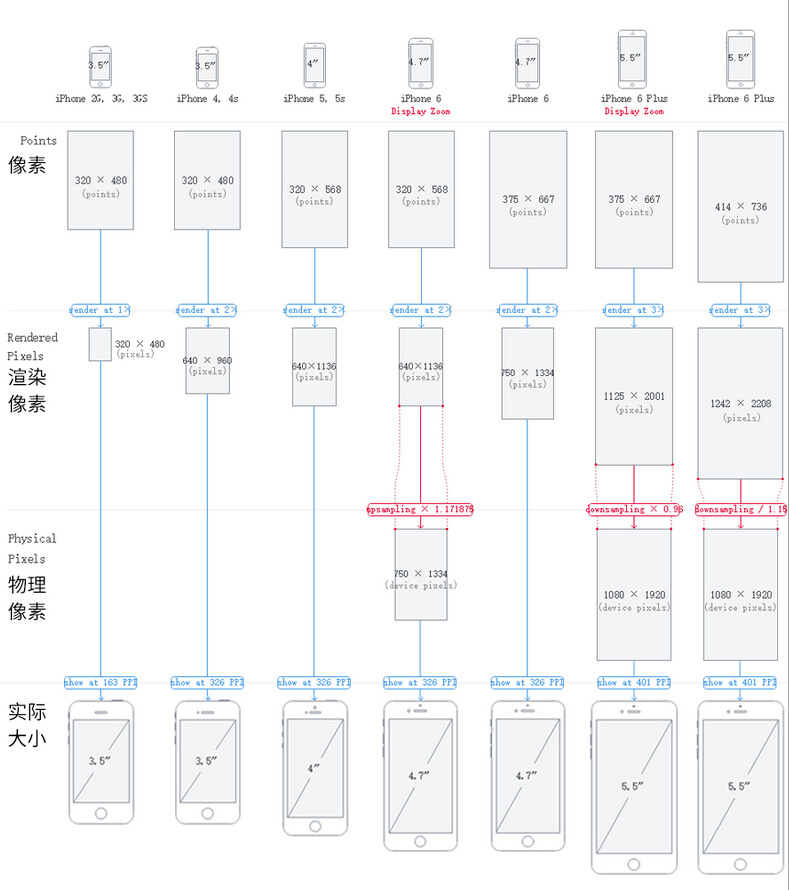 3.5″
3.5″
4″
4.7″
4.7″
5.5″
5.5″
iPhone 2G, 3G, 3GS
iPhone 4, 4s
iPhone 5, 5s
iPhone 6
iPhone 6
iPhone 6 Plus
iPhone 6 Plus
Display Zoom
Display Zoom
Points
像素
320 × 480
(points)
320 × 480
(points)
320 × 568
(points)
320 × 568
(points)
375 × 667
(points)
375 × 667
(points)
414 × 736
(points)
render at 1×
render at 2×
render at 2×
render at 2×
render at 2×
render at 3×
render at 3×
Rendered
Pixels
渲染
像素
320 × 480
(pixels)
640 × 960
(pixels)
640×1136
(pixels)
640×1136
(pixels)
750 × 1334
(pixels)
1125 × 2001
(pixels)
1242 × 2208
(pixels)
upsampling × 1.171875
downsampling × 0.96
downsampling / 1.15
Physical
Pixels
物理
像素
750 × 1334
(device pixels)
1080 × 1920
(device pixels)
1080 × 1920
(device pixels)
show at 163 PPI
show at 326 PPI
show at 326 PPI
show at 326 PPI
show at 326 PPI
show at 401 PPI
show at 401 PPI
实际
大小
3.5″
3.5″
4″
4.7″
4.7″
5.5″
5.5″